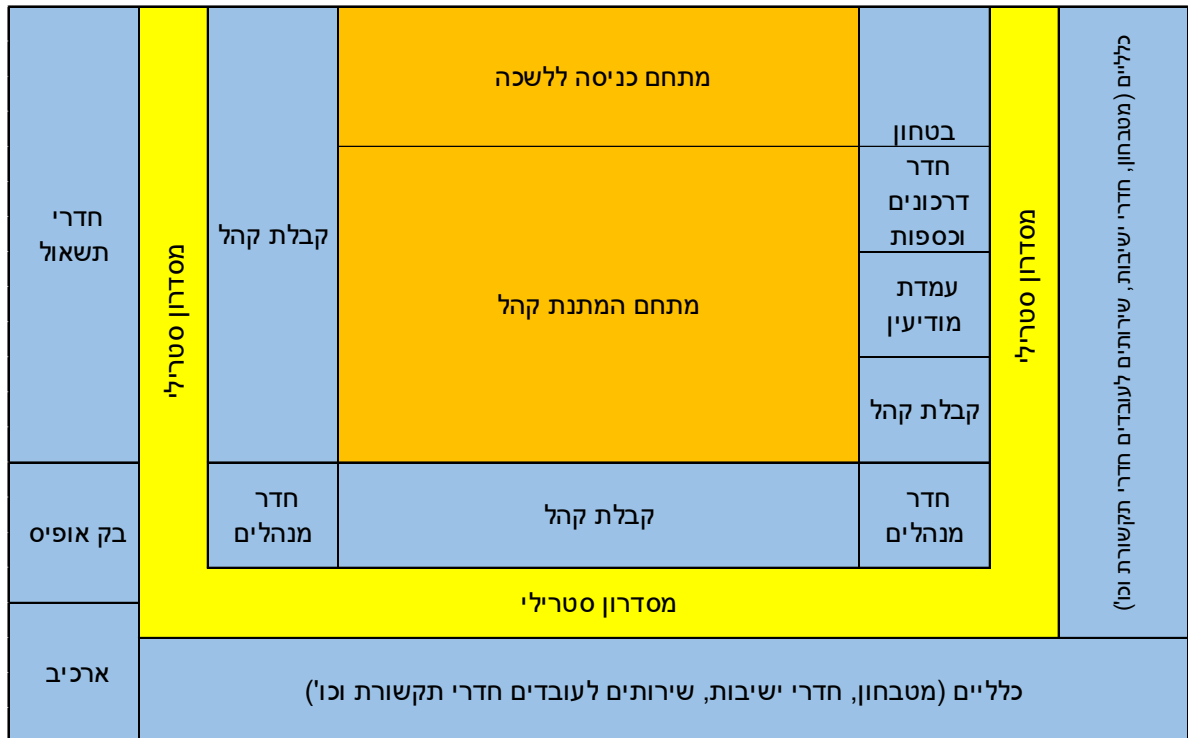 מתחם כניסה ללשכה
בטחון
חדר
דרכונים
וכספות
עמדת
מודיעין
קבלת קהל
חדר
מנהלים
מסדרון סטרילי
כלליים (מטבחון, חדרי ישיבות, שירותים לעובדים חדרי תקשורת וכו')
מתחם המתנת קהל
קבלת קהל
קבלת קהל
חדר
מנהלים
מסדרון סטרילי
חדרי
תשאול
בק אופיס
ארכיב
מסדרון סטרילי
כלליים (מטבחון, חדרי ישיבות, שירותים לעובדים חדרי תקשורת וכו')